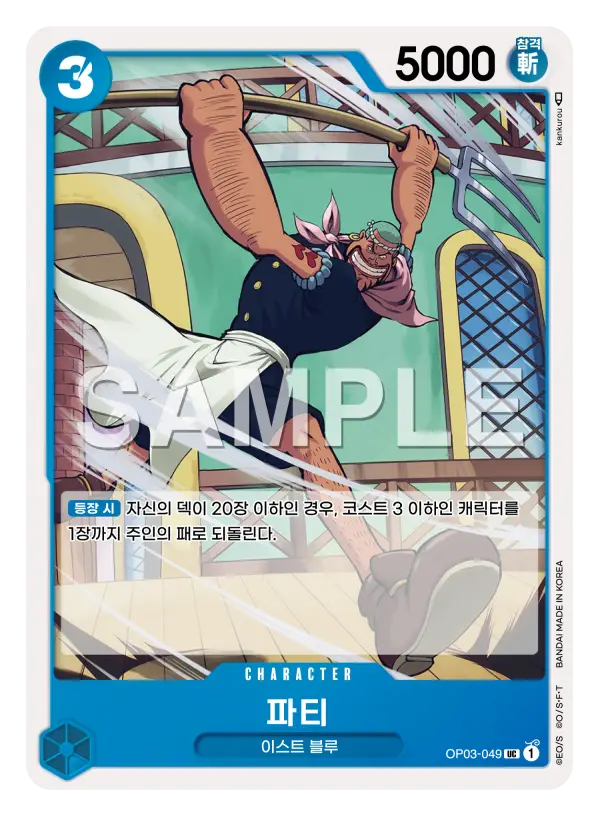 3
5000
참격
斬
kankurou
SAMPLE
등장 시 자신의 덱이 20장 이하인 경우, 코스트 3 이하인 캐릭터를
1장까지 주인의 패로 되돌린다.
CHARACTER
파티
이스트 블루
OP03-049 UC 1
©EO/S ©O/S·F·T BANDAI MADE IN KOREA